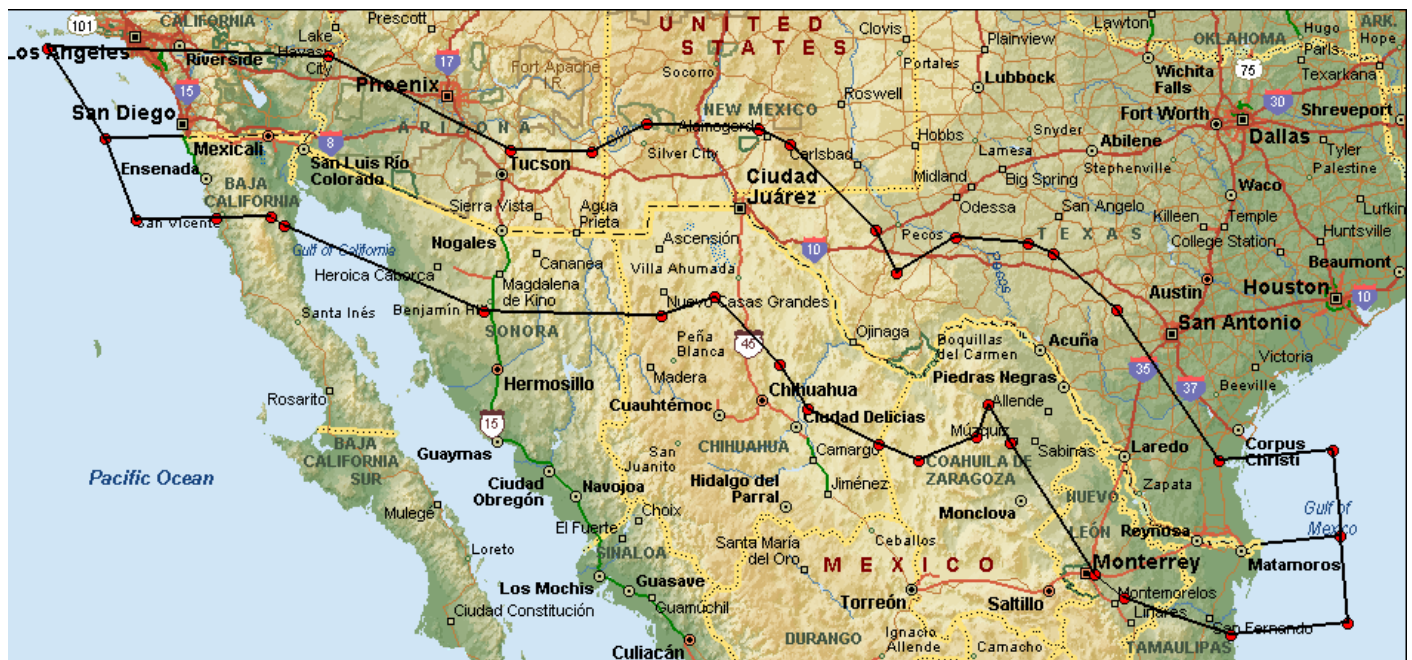 CALIFORNIA
Prescott
Clovis
Lawton
Hugo
ARK.
101
Lake
Havasu
City
UNITED
STATES
Plainview
OKLAHOMA
Paris
Hope
Los Angeles
Riverside
17
Fort Apache
I.R.
Socorro
Portales
Lubbock
Wichita
Falls
75
Texarkana
15
Phoenix
NEW MEXICO
Roswell
30
San Diego
ARIZONA
Alamogordo
Hobbs
Snyder
Abilene
Fort Worth
Dallas
Shreveport
Mexicali
8
Tucson
Silver City
Carlsbad
Lamesa
Stephenville
Tyler
San Luis Río
Colorado
Ciudad
Juárez
Midland
Big Spring
Palestine
Ensenada
BAJA
CALIFORNIA
Sierra Vista
Agua
Prieta
Odessa
San Angelo
Waco
Killeen
Temple
Lufkin
San Vicente
Nogales
Ascensión
10
Pecos
TEXAS
College Station
Huntsville
Gulf of California
Cananea
Villa Ahumada
Pecos
Beaumont
Heroica Caborca
Magdalena
de Kino
Nuevo Casas Grandes
Austin
Houston
10
Santa Inés
Benjamín Hill
SONORA
Peña
Blanca
45
Ojinaga
Boquillas
del Carmen
Acuña
San Antonio
Victoria
Madera
Chihuahua
Piedras Negras
35
37
Beeville
Rosarito
Hermosillo
Cuauhtémoc
Ciudad Delicias
Allende
15
BAJA
CALIFORNIA
SUR
Guaymas
CHIHUAHUA
Camargo
Múzquiz
Sabinas
Laredo
Corpus
Christi
Pacific Ocean
Ciudad
Obregón
Navojoa
San
Juanito
Hidalgo del
Parral
Jiménez
COAHUILA DE
ZARAGOZA
Monclova
NUEVO
LEÓN
Zapata
Gulf of
Mexico
Mulegé
El Fuerte
Choix
Reynosa
Loreto
SINALOA
Santa María
del Oro
Ceballos
MEXICO
Monterrey
Matamoros
Los Mochis
Guasave
Torreón
Saltillo
Montemorelos
Ciudad Constitución
Guamúchil
Linares
San Fernando
Culiacán
DURANGO
Ignacio
Allende
Camacho
TAMAULIPAS